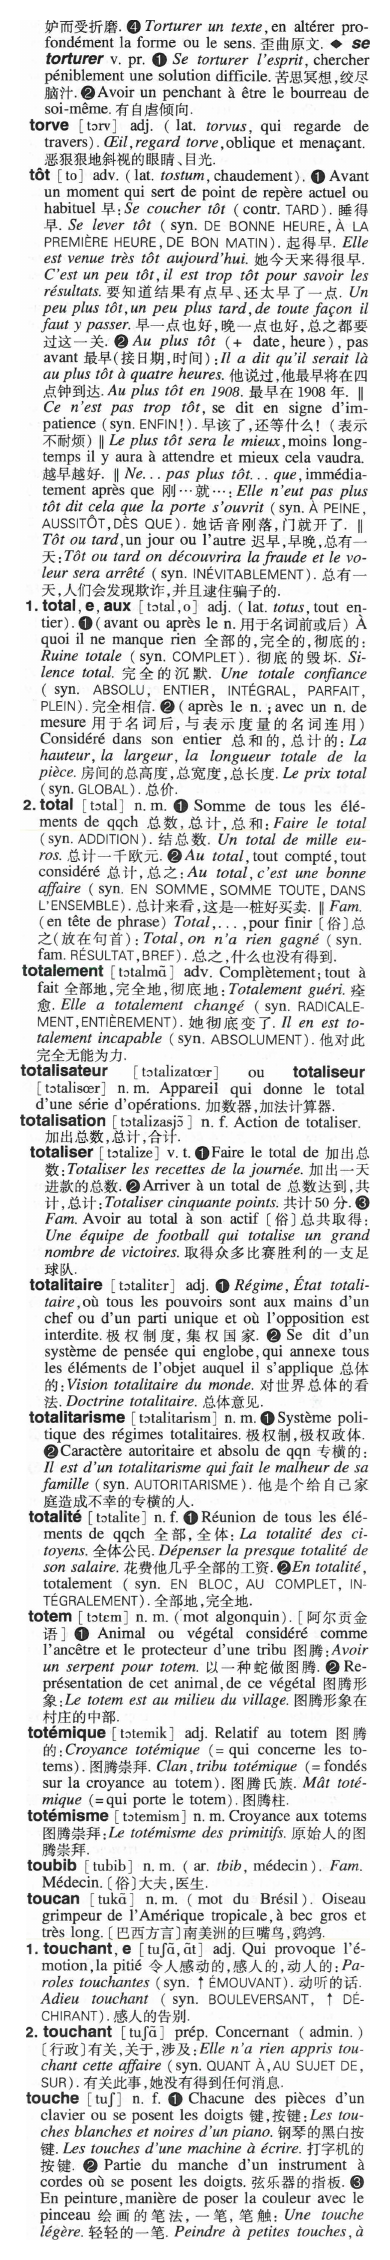 妒而受折磨. ❹ Torturer un texte, en altérer pro-
fondément la forme ou le sens. 歪曲原文. ◆ se
torturer v. pr. ❶ Se torturer l'esprit, chercher
péniblement une solution difficile. 苦思冥想,绞尽
脑汁. ❷ Avoir un penchant à être le bourreau de
soi-même. 有自虐倾向.
torve [tɔrv] adj. ( lat. torvus, qui regarde de
travers). Œil, regard torve, oblique et menaçant.
恶狠狠地斜视的眼睛、目光.
tôt [to] adv. ( lat. tostum, chaudement). ❶ Avant
un moment qui sert de point de repère actuel ou
habituel 早: Se coucher tôt ( contr. TARD). 睡得
早. Se lever tôt ( syn. DE BONNE HEURE, À LA
PREMIÈRE HEURE, DE BON MATIN). 起得早. Elle
est venue très tôt aujourd'hui. 她今天来得很早.
C'est un peu tôt, il est trop tôt pour savoir les
résultats. 要知道结果有点早、还太早了一点. Un
peu plus tôt, un peu plus tard, de toute façon il
faut y passer. 早一点也好,晚一点也好,总之都要
过这一关. ❷ Au plus tôt (+ date, heure), pas
avant 最早(接日期,时间): Il a dit qu'il serait là
au plus tôt à quatre heures. 他说过,他最早将在四
点钟到达. Au plus tôt en 1908. 最早在 1908 年. ‖
Ce n'est pas trop tôt, se dit en signe d'im-
patience (syn. ENFIN!). 早该了,还等什么! (表示
不耐烦) ‖ Le plus tôt sera le mieux, moins long-
temps il y aura à attendre et mieux cela vaudra.
越早越好. ‖ Ne... pas plus tôt... que, immédia-
tement après que 刚…就…: Elle n'eut pas plus
tôt dit cela que la porte s'ouvrit ( syn. À PEINE,
AUSSITÔT, DÈS QUE). 她话音刚落,门就开了. ‖
Tôt ou tard, un jour ou l'autre 迟早,早晚,总有一
天: Tôt ou tard on découvrira la fraude et le vo-
leur sera arrêté ( syn. INÉVITABLEMENT). 总有一
天,人们会发现欺诈,并且逮住骗子的.
1. total, e, aux [tɔtal, o] adj. ( lat. totus, tout en-
tier). ❶ ( avant ou après le n. 用于名词前或后) À
quoi il ne manque rien 全部的,完全的,彻底的:
Ruine totale ( syn. COMPLET). 彻底的毁坏. Si-
lence total. 完全的沉默. Une totale confiance
( syn. ABSOLU, ENTIER, INTÉGRAL, PARFAIT,
PLEIN). 完全相信. ❷ ( après le n. ; avec un n. de
mesure 用于名词后, 与表示度量的名词连用)
Considéré dans son entier 总和的, 总计的: La
hauteur, la largeur, la longueur totale de la
pièce. 房间的总高度,总宽度,总长度. Le prix total
(syn. GLOBAL). 总价.
2. total [tɔtal] n. m. ❶ Somme de tous les élé-
ments de qqch 总数,总计,总和: Faire le total
(syn. ADDITION). 结总数. Un total de mille eu-
ros. 总计一千欧元. ❷ Au total, tout compté, tout
considéré 总计,总之: Au total, c'est une bonne
affaire ( syn. EN SOMME, SOMME TOUTE, DANS
L'ENSEMBLE). 总计来看,这是一桩好买卖. ‖ Fam.
(en tête de phrase) Total, ..., pour finir [俗]总
之(放在句首): Total, on n'a rien gagné ( syn.
fam. RÉSULTAT, BREF). 总之,什么也没有得到.
totalement [tɔtalmɑ̃] adv. Complètement; tout à
fait 全部地,完全地,彻底地: Totalement guéri. 痊
愈. Elle a totalement changé ( syn. RADICALE-
MENT, ENTIÈREMENT). 她彻底变了. Il en est to-
talement incapable (syn. ABSOLUMENT). 他对此
完全无能为力.
totalisateur [tɔtalizatœr] ou totaliseur
[tɔtalisœr] n. m. Appareil qui donne le total
d'une série d'opérations. 加数器,加法计算器.
totalisation [tɔtalizasjɔ̃] n. f. Action de totaliser.
加出总数,总计,合计.
totaliser [tɔtalize] v. t. ❶ Faire le total de 加出总
数: Totaliser les recettes de la journée. 加出一天
进款的总数. ❷ Arriver à un total de 总数达到,共
计,总计: Totaliser cinquante points. 共计 50 分. ❸
Fam. Avoir au total à son actif [俗]总共取得:
Une équipe de football qui totalise un grand
nombre de victoires. 取得众多比赛胜利的一支足
球队.
totalitaire [tɔtalitɛr] adj. ❶ Régime, État totali-
taire, où tous les pouvoirs sont aux mains d'un
chef ou d'un parti unique et où l'opposition est
interdite. 极权制度, 集权国家. ❷ Se dit d'un
système de pensée qui englobe, qui annexe tous
les éléments de l'objet auquel il s'applique 总体
的: Vision totalitaire du monde. 对世界总体的看
法. Doctrine totalitaire. 总体意见.
totalitarisme [tɔtalitarism] n. m. ❶ Système poli-
tique des régimes totalitaires. 极权制,极权政体.
❷ Caractère autoritaire et absolu de qqn 专横的:
Il est d'un totalitarisme qui fait le malheur de sa
famille ( syn. AUTORITARISME). 他是个给自己家
庭造成不幸的专横的人.
totalité [tɔtalite] n. f. ❶ Réunion de tous les élé-
ments de qqch 全部,全体: La totalité des ci-
toyens. 全体公民. Dépenser la presque totalité de
son salaire. 花费他几乎全部的工资. ❷ En totalité,
totalement ( syn. EN BLOC, AU COMPLET, IN-
TÉGRALEMENT). 全部地,完全地.
totem [tɔtɛm] n. m. ( mot algonquin). [阿尔贡金
语] ❶ Animal ou végétal considéré comme
l'ancêtre et le protecteur d'une tribu 图腾: Avoir
un serpent pour totem. 以一种蛇做图腾. ❷ Re-
présentation de cet animal, de ce végétal 图腾形
象: Le totem est au milieu du village. 图腾形象在
村庄的中部.
totémique [tɔtemik] adj. Relatif au totem 图腾
的: Croyance totémique (= qui concerne les to-
tems). 图腾崇拜. Clan, tribu totémique (= fondés
sur la croyance au totem). 图腾氏族. Mât toté-
mique (= qui porte le totem). 图腾柱.
totémisme [tɔtemism] n. m. Croyance aux totems
图腾崇拜: Le totémisme des primitifs. 原始人的图
腾崇拜.
toubib [tubib] n. m. ( ar. tbib, médecin). Fam.
Médecin. [俗]大夫,医生.
toucan [tukɑ̃] n. m. ( mot du Brésil). Oiseau
grimpeur de l'Amérique tropicale, à bec gros et
très long. [巴西方言]南美洲的巨嘴鸟,鹀鵼.
1. touchant, e [tuʃɑ̃, ɑ̃t] adj. Qui provoque l'é-
motion, la pitié 令人感动的,感人的,动人的: Pa-
roles touchantes (syn. ↑ ÉMOUVANT). 动听的话.
Adieu touchant ( syn. BOULEVERSANT, ↑ DÉ-
CHIRANT). 感人的告别.
2. touchant [tuʃɑ̃] prép. Concernant ( admin. )
[行政]有关,关于,涉及: Elle n'a rien appris tou-
chant cette affaire (syn. QUANT À, AU SUJET DE,
SUR). 有关此事,她没有得到任何消息.
touche [tuʃ] n. f. ❶ Chacune des pièces d'un
clavier ou se posent les doigts 键,按键: Les tou-
ches blanches et noires d'un piano. 钢琴的黑白按
键. Les touches d'une machine à écrire. 打字机的
按键. ❷ Partie du manche d'un instrument à
cordes où se posent les doigts. 弦乐器的指板. ❸
En peinture, manière de poser la couleur avec le
pinceau 绘画的笔法, 一笔, 笔触: Une touche
légère. 轻轻的一笔. Peindre à petites touches, à